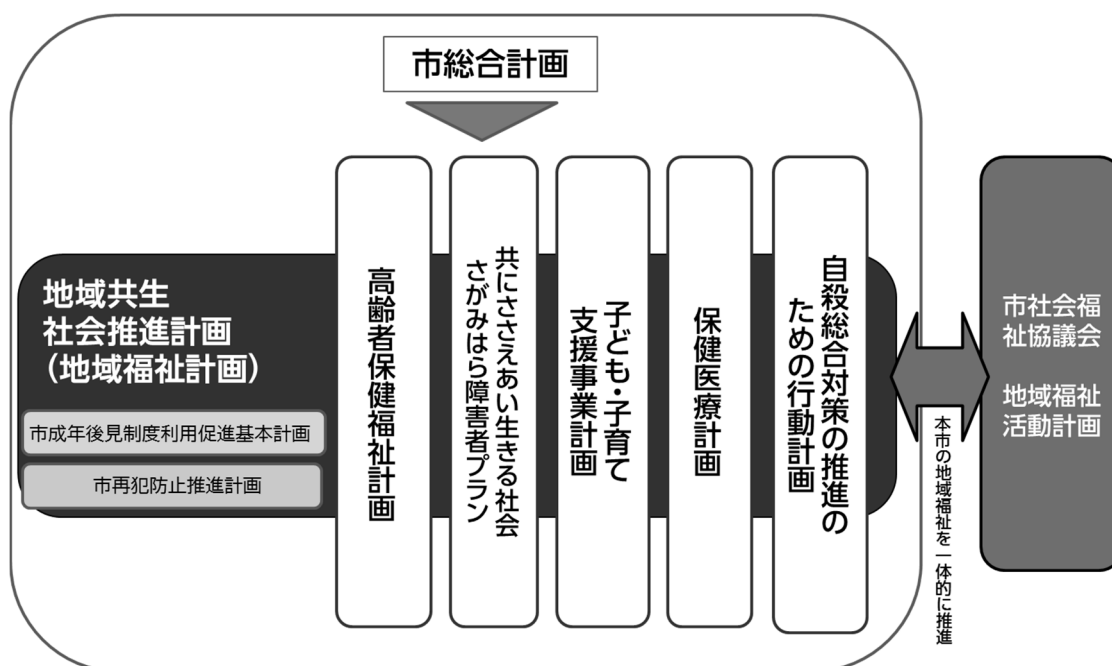 市総合計画
地域共生
社会推進計画
(地域福祉計画)
市成年後見制度利用促進基本計画
市再犯防止推進計画
高齢者保健福祉計画
共にささえあい生きる社会
さがみはら障害者プラン
子ども・子育て
支援事業計画
保健医療計画
自殺総合対策の推進の
ための行動計画
本市の地域福祉を一体的に推進
市社会福
祉協議会
地域福祉
活動計画